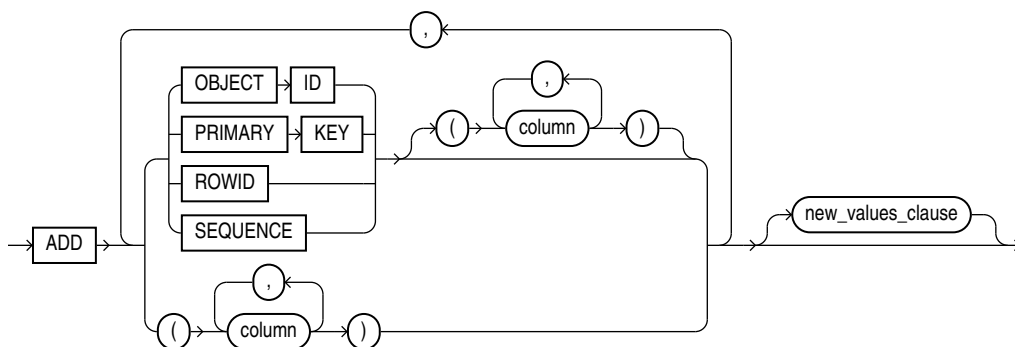 ,
OBJECT ID
,
PRIMARY KEY
( column )
ROWID
SEQUENCE
new_values_clause
ADD
,
( column )